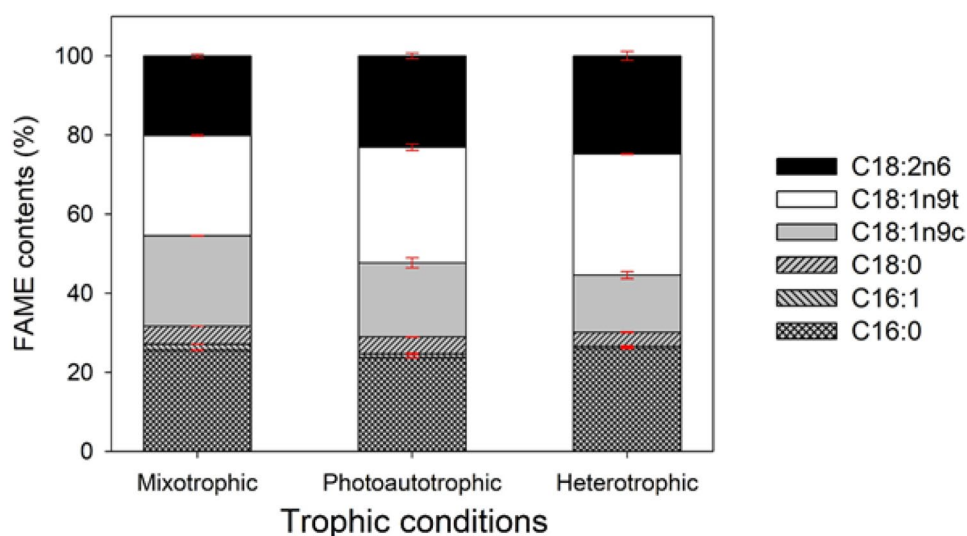 FAME contents (%)
100
80
60
40
20
0
Mixotrophic Photoautotrophic Heterotrophic
Trophic conditions
C18:2n6
C18:1n9t
C18:1n9c
C18:0
C16:1
C16:0